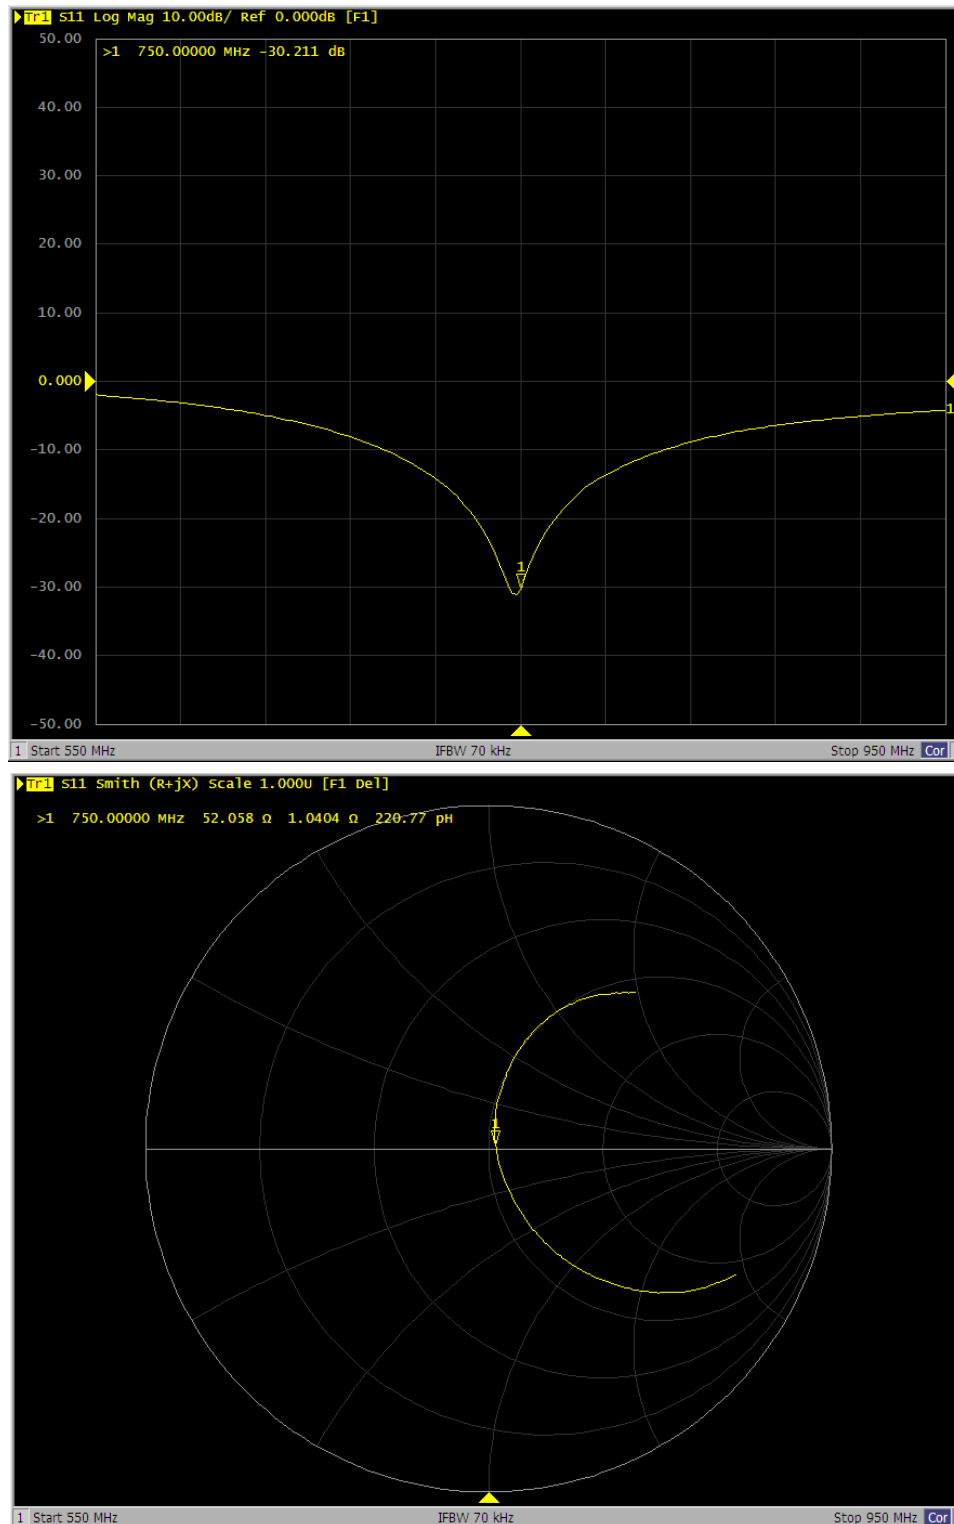 Tr1 S11 Log Mag 10.00dB/ Ref 0.000dB [F1]
50.00
>1 750.00000 MHz -30.211 dB
40.00
30.00
20.00
10.00
0.000
1
-10.00
-20.00
1
-30.00
-40.00
-50.00
1 Start 550 MHz IFBW 70 kHz Stop 950 MHz Cor
Tr1 S11 Smith (R+jX) Scale 1.000U [F1 Del]
>1 750.00000 MHz 52.058 Ω 1.0404 Ω 220.77 pH
1
1 Start 550 MHz IFBW 70 kHz Stop 950 MHz Cor